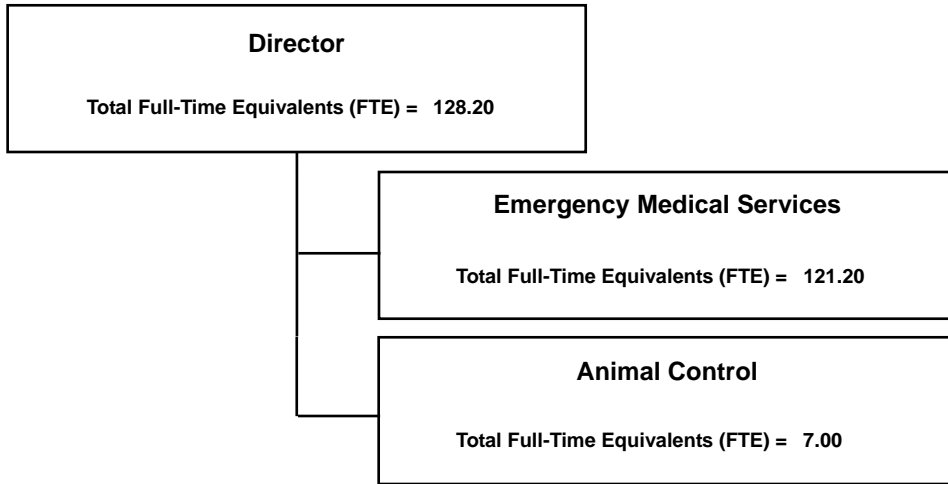 Director
Total Full-Time Equivalents (FTE) = 128.20
Emergency Medical Services
Total Full-Time Equivalents (FTE) = 121.20
Animal Control
Total Full-Time Equivalents (FTE) = 7.00